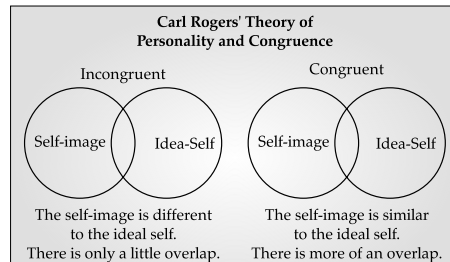 Carl Rogers' Theory of
Personality and Congruence
Incongruent
Self-image
Idea-Self
The self-image is different
to the ideal self.
There is only a little overlap.
Congruent
Self-image
Idea-Self
The self-image is similar
to the ideal self.
There is more of an overlap.